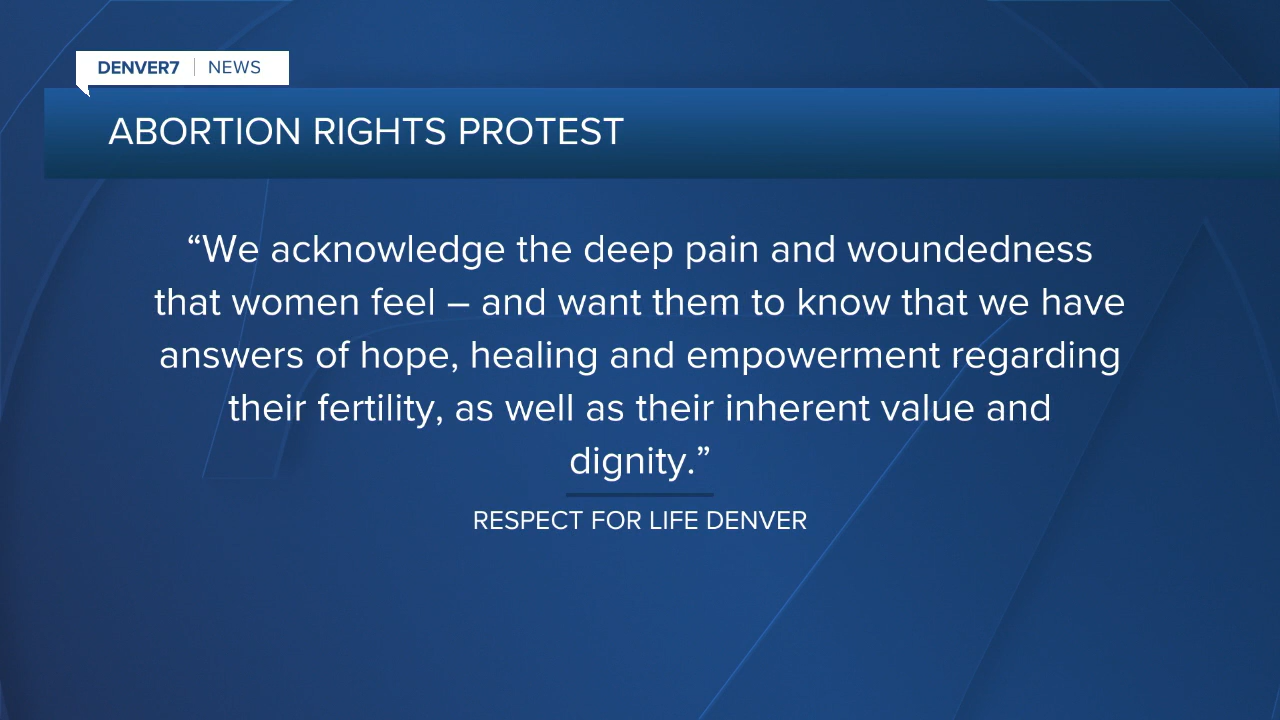 DENVER7 | NEWS
ABORTION RIGHTS PROTEST
“We acknowledge the deep pain and woundedness
that women feel – and want them to know that we have
answers of hope, healing and empowerment regarding
their fertility, as well as their inherent value and
dignity.”
RESPECT FOR LIFE DENVER